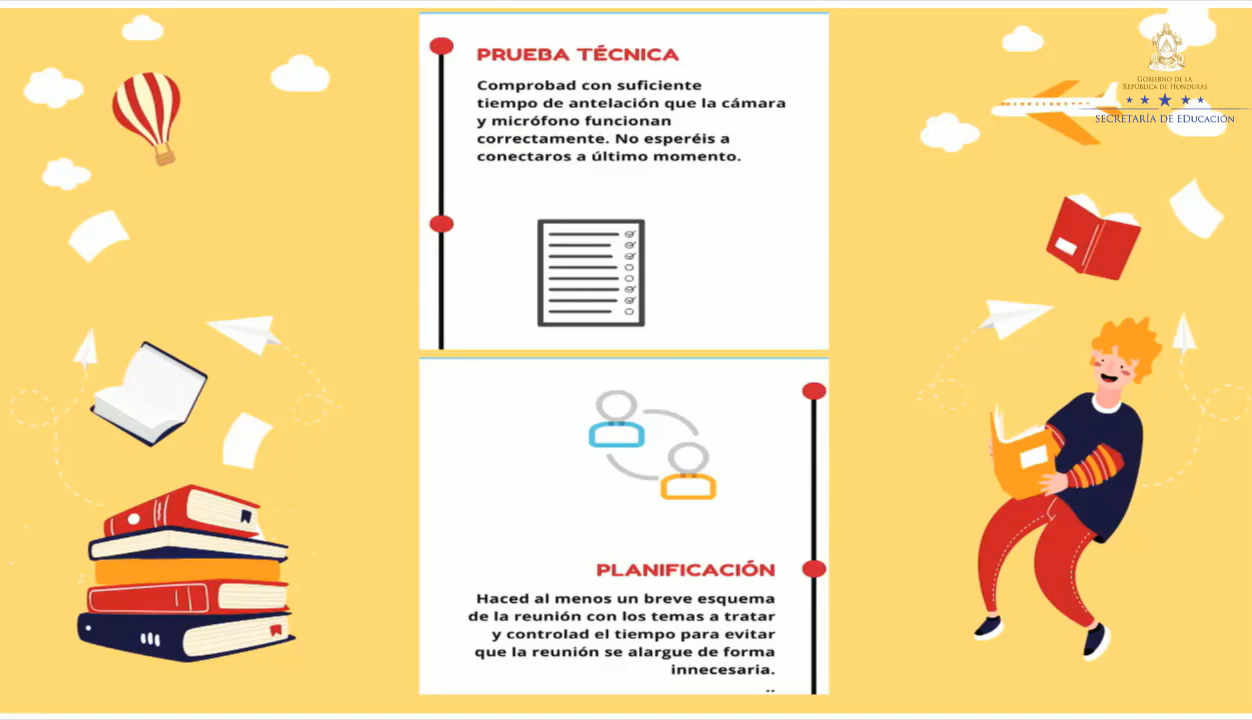 PRUEBA TÉCNICA
Comprobad con suficiente
tiempo de antelación que la cámara
y micrófono funcionan
correctamente. No esperéis a
conectaros a último momento.
PLANIFICACIÓN
Haced al menos un breve esquema
de la reunión con los temas a tratar
y controlad el tiempo para evitar
que la reunión se alargue de forma
innecesaria.
..
GOBIERNO DE LA
REPÚBLICA DE HONDURAS
SECRETARÍA DE EDUCACIÓN